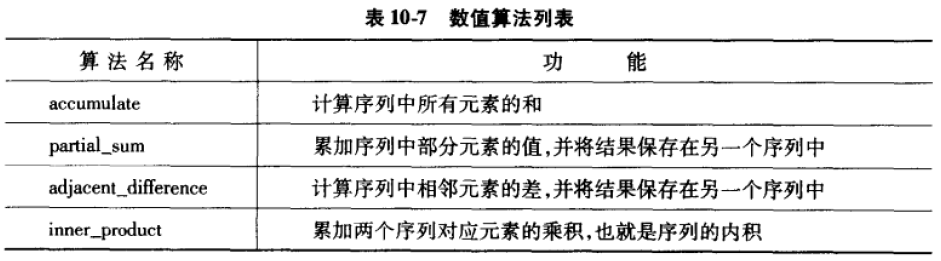 表 10-7 数值算法列表
算法名称 功能
accumulate 计算序列中所有元素的和
partial_sum 累加序列中部分元素的值,并将结果保存在另一个序列中
adjacent_difference 计算序列中相邻元素的差,并将结果保存在另一个序列中
inner_product 累加两个序列对应元素的乘积,也就是序列的内积